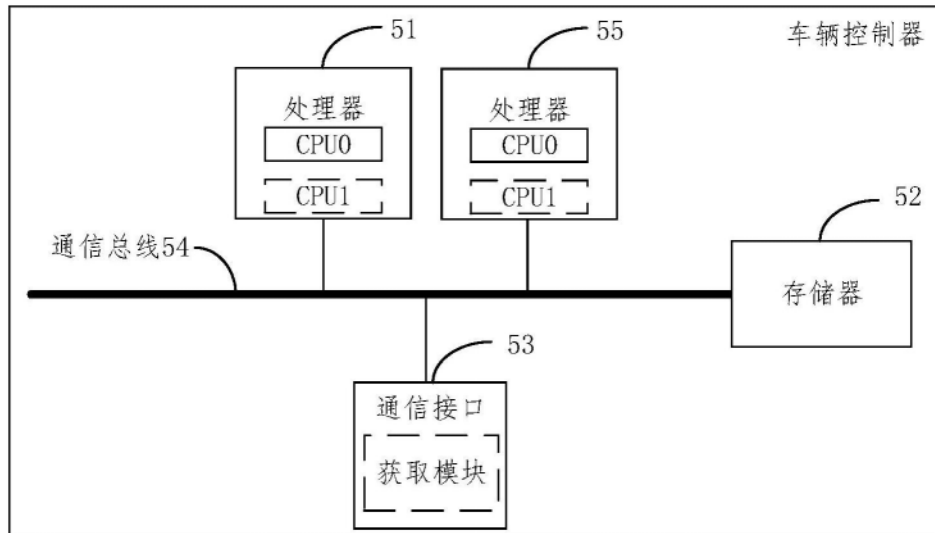 51
55
车辆控制器
处理器
CPU0
CPU1
处理器
CPU0
CPU1
52
通信总线54
存储器
53
通信接口
获取模块